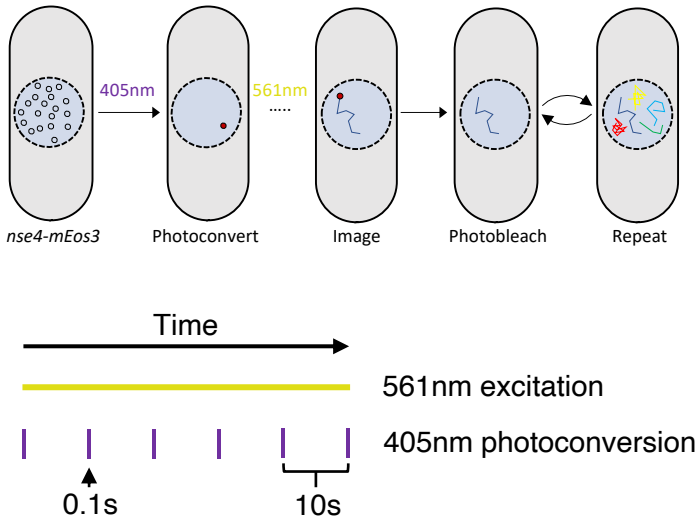 405nm
561nm
.....
nse4-mEos3
Photoconvert
Image
Photobleach
Repeat
Time
561nm excitation
405nm photoconversion
0.1s
10s